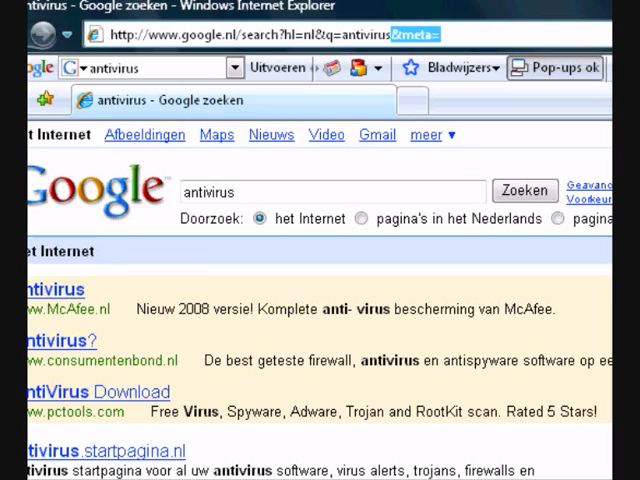 ntivirus - Google zoeken - Windows Internet Explorer
http://www.google.nl/search?hl=nl&q=antivirus&meta=
ogle G antivirus Uitvoeren Bladwijzers Pop-ups ok
antivirus - Google zoeken
et Internet Afbeeldingen Maps Nieuws Video Gmail meer ▼
Google™ antivirus Zoeken Geavanc
Voorkeur
Doorzoek: het Internet pagina's in het Nederlands pagina
et Internet
ntivirus
ww.McAfee.nl Nieuw 2008 versie! Komplete anti- virus bescherming van McAfee.
ntivirus?
ww.consumentenbond.nl De best geteste firewall, antivirus en antispyware software op ee
ntiVirus Download
ww.pctools.com Free Virus, Spyware, Adware, Trojan and RootKit scan. Rated 5 Stars!
ntivirus.startpagina.nl
tivirus startpagina voor al uw antivirus software, virus alerts, trojans, firewalls en